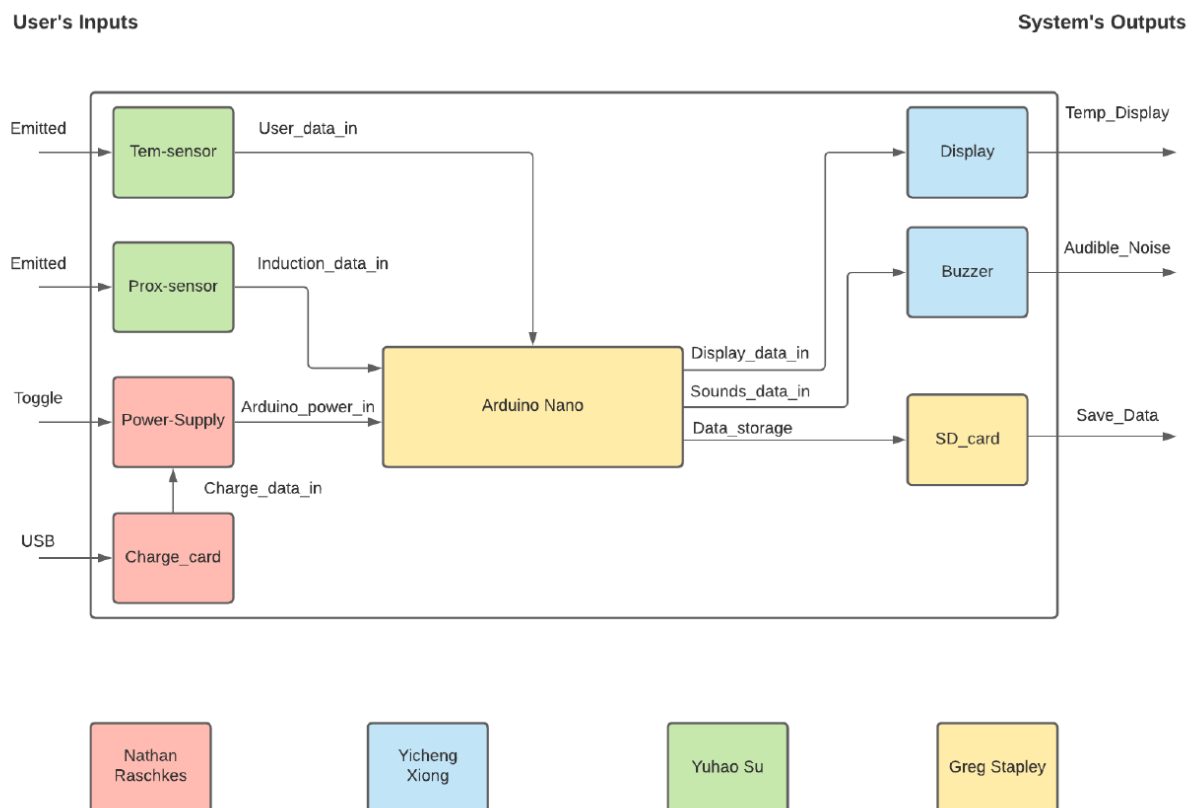 User's Inputs
System's Outputs
Emitted
Tem-sensor
User_data_in
Display
Temp_Display
Emitted
Prox-sensor
Induction_data_in
Buzzer
Audible_Noise
Toggle
Power-Supply
Arduino_power_in
Arduino Nano
Display_data_in
Sounds_data_in
Data_storage
SD_card
Save_Data
Charge_data_in
USB
Charge_card
Nathan
Raschkes
Yicheng
Xiong
Yuhao Su
Greg Stapley